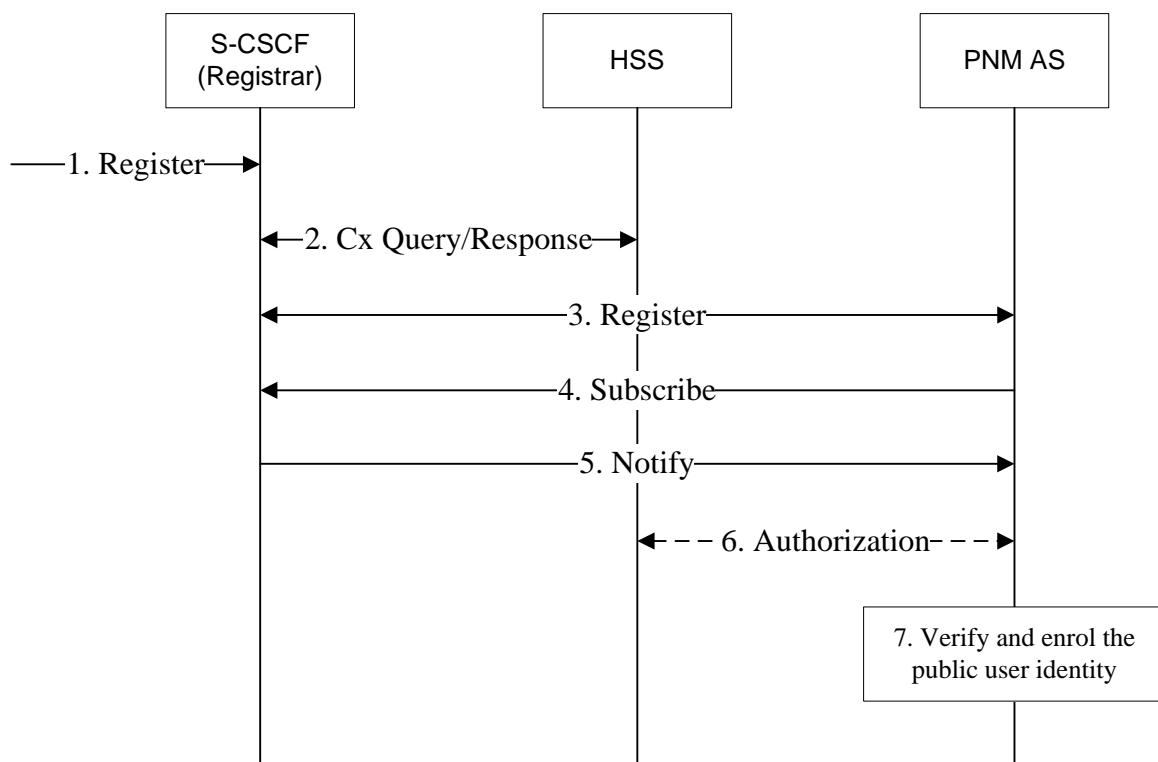 S-CSCF
(Registrar)
HSS
PNM AS
1. Register
2. Cx Query/Response
3. Register
4. Subscribe
5. Notify
6. Authorization
7. Verify and enrol the
public user identity